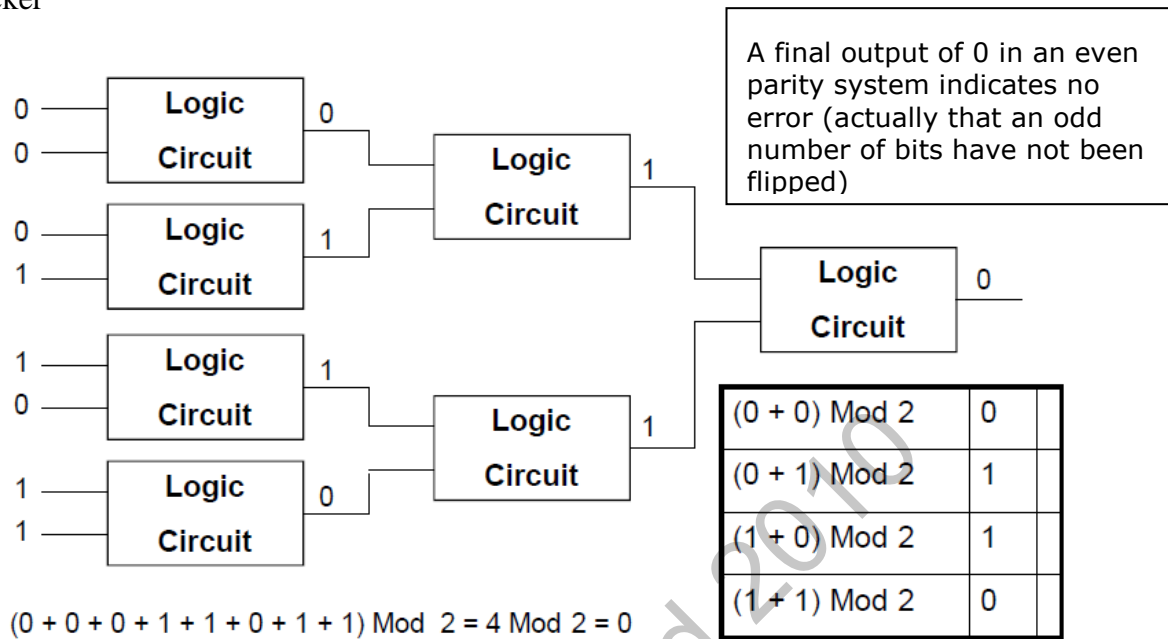 A final output of 0 in an even
parity system indicates no
error (actually that an odd
number of bits have not been
flipped)
0
0
Logic
Circuit
0
0
1
Logic
Circuit
1
Logic
Circuit
1
1
0
Logic
Circuit
1
1
1
Logic
Circuit
0
Logic
Circuit
1
Logic
Circuit
0
(0 + 0) Mod 2 0
(0 + 1) Mod 2 1
(1 + 0) Mod 2 1
(1 + 1) Mod 2 0
(0 + 0 + 0 + 1 + 1 + 0 + 1 + 1) Mod 2 = 4 Mod 2 = 0
2010